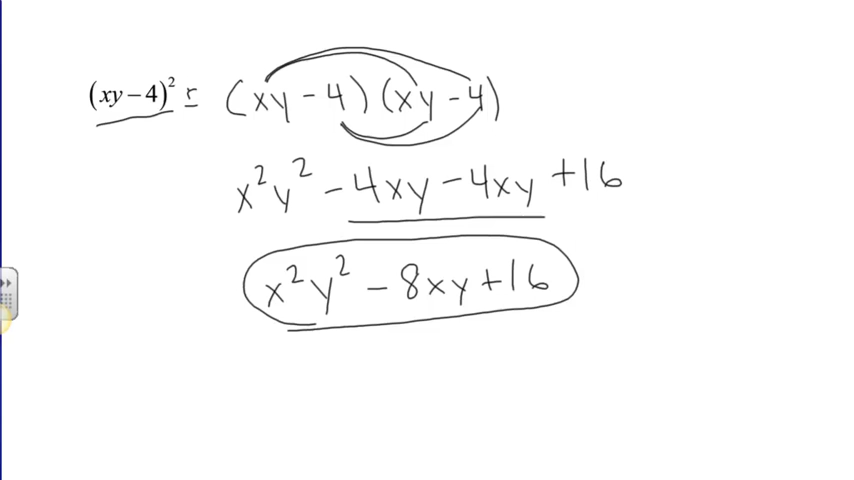 (xy − 4)² = (xy − 4)(xy − 4)
x²y² − 4xy − 4xy + 16
x²y² − 8xy + 16